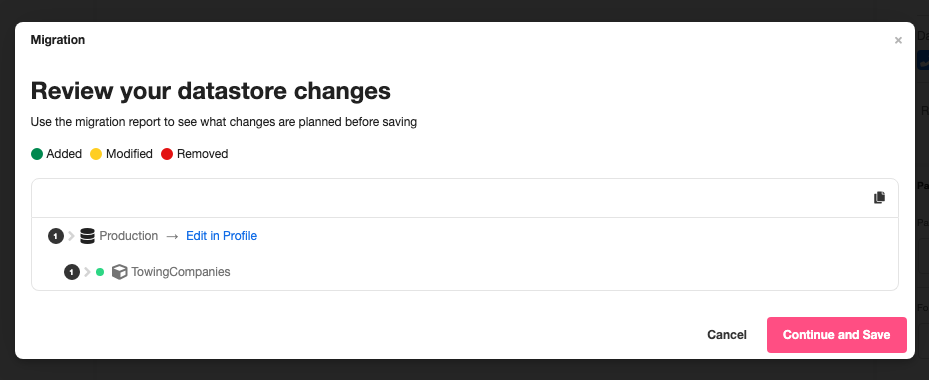 Migration
×
Review your datastore changes
Use the migration report to see what changes are planned before saving
Added Modified Removed
1 Production → Edit in Profile
1 TowingCompanies
Cancel Continue and Save